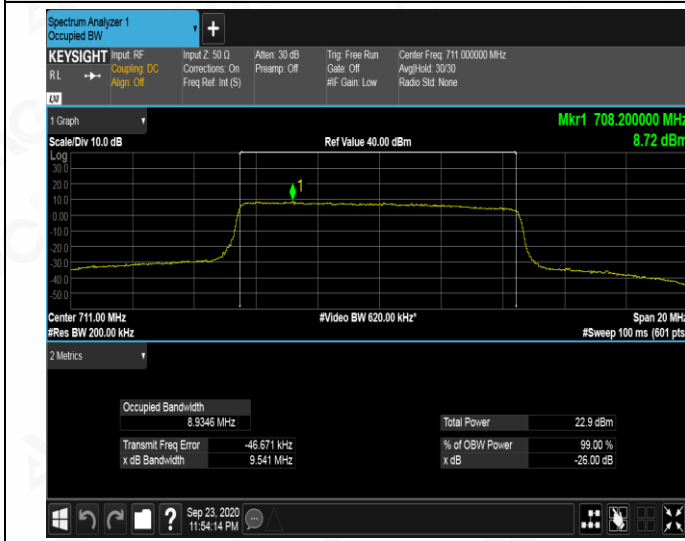 Spectrum Analyzer 1
Occupied BW
+
KEYSIGHT Input: RF Input Z: 50 Ω Atten: 30 dB Trig: Free Run Center Freq: 711.000000 MHz
RL Coupling: DC Corrections: On Preamp: Off Gate: Off Avg|Hold: 30/30
Align: Off Freq Ref: Int (S) #IF Gain: Low Radio Std: None
LXI
1 Graph Mkr1 708.200000 MHz
Scale/Div 10.0 dB Ref Value 40.00 dBm 8.72 dBm
Log
30.0
20.0
1
10.0
0.00
-10.0
-20.0
-30.0
-40.0
-50.0
Center 711.00 MHz #Video BW 620.00 kHz* Span 20 MHz
#Res BW 200.00 kHz #Sweep 100 ms (601 pts
2 Metrics
Occupied Bandwidth
8.9346 MHz Total Power 22.9 dBm
Transmit Freq Error -46.671 kHz % of OBW Power 99.00 %
x dB Bandwidth 9.541 MHz x dB -26.00 dB
? Sep 23, 2020
11:54:14 PM